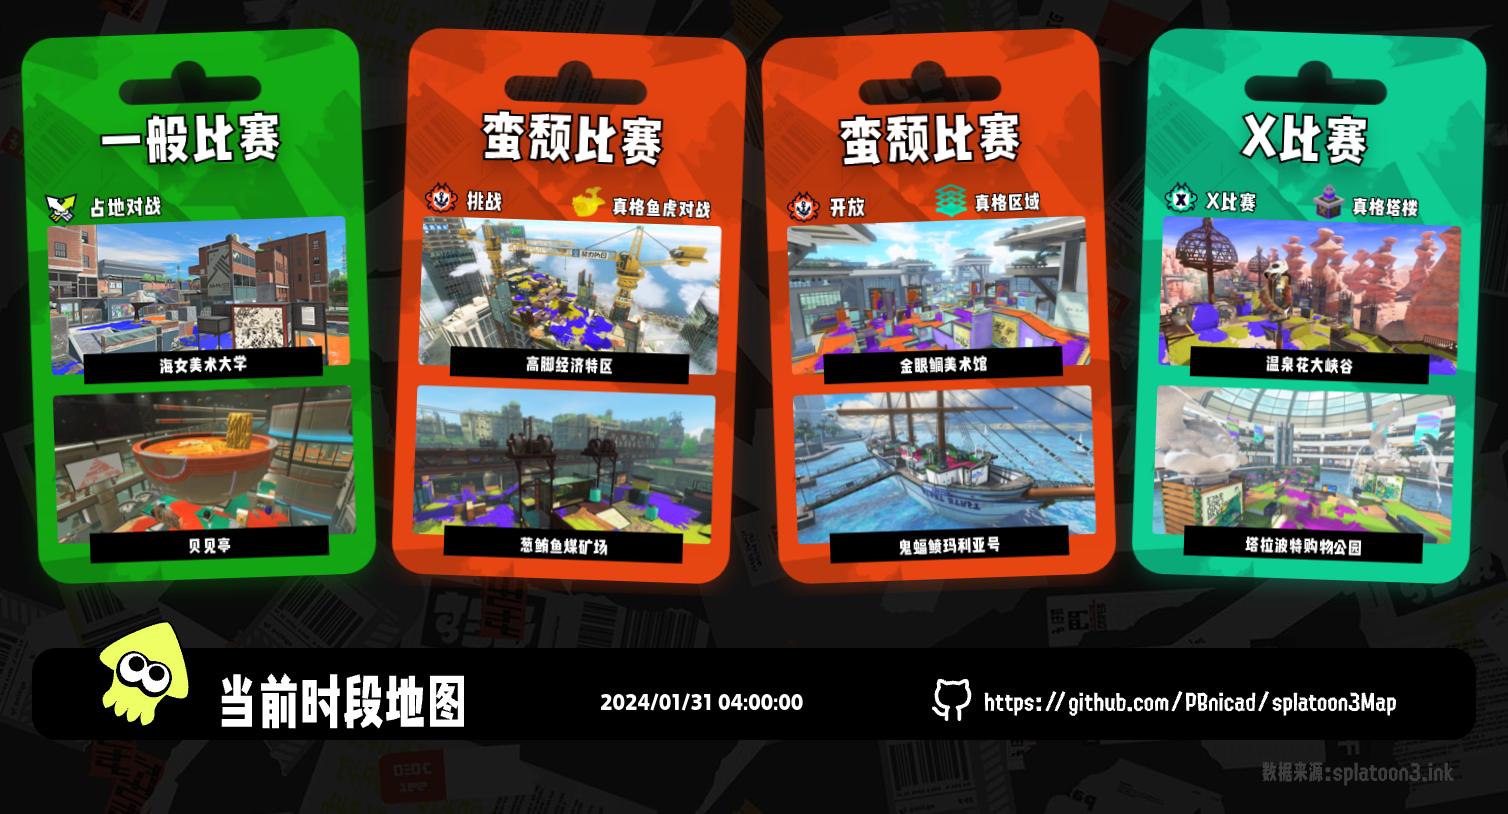 一般比赛
占地对战
海女美术大学
贝贝亭
蛮颓比赛
挑战
真格鱼虎对战
高脚经济特区
葱鲔鱼煤矿场
蛮颓比赛
开放
真格区域
金眼鲷美术馆
鬼蝠鲼玛利亚号
X比赛
X比赛
真格塔楼
温泉花大峡谷
塔拉波特购物公园
当前时段地图
2024/01/31 04:00:00
https://github.com/PBnicad/splatoon3Map
数据来源:splatoon3.ink